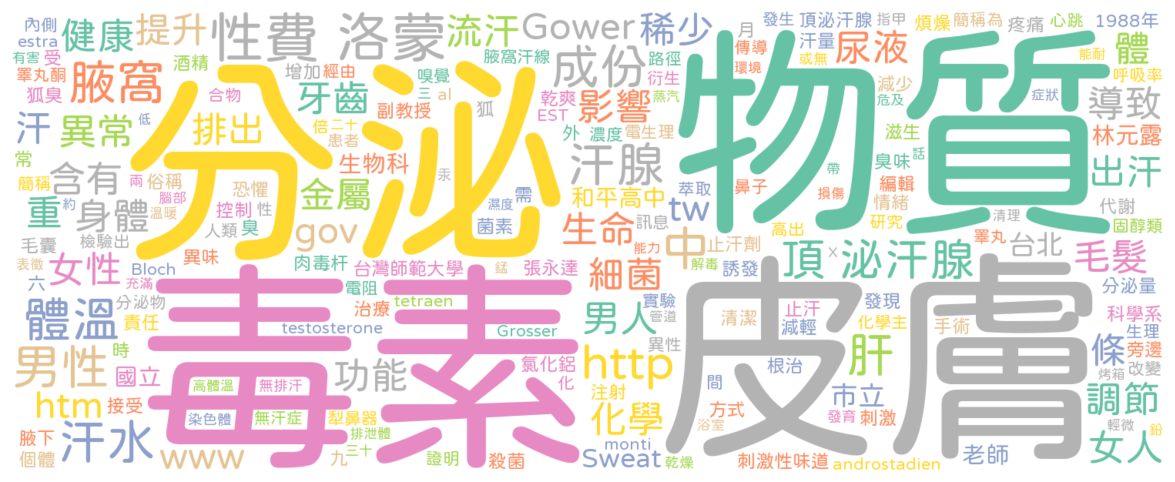 分泌
物質
毒素
皮膚
內側
estra
有害
受
健康
提升
性費
洛蒙
流汗
Gower
稀少
月
發生
頂泌汗腺
指甲
煩燥
簡稱為
疼痛
心跳
1988年
睪丸酮
狐臭
腋窩
酒精
合物
增加
經由
牙齒
腋窩汗線
嗅覺
三
al
副教授
狐
成份
乾爽
EST
路徑
衍生
蒸汽
影響
傳導
環境
汗量
或無
尿液
減少
危及
症狀
能耐
體
呼吸率
導致
汗
異常
低
排出
倍二十
患者
外
濃度
電生理
滋生
林元露
常
簡稱
含有
兩
俗稱
恐懼
生物科
汞
汗腺
和平高中
萃取
鼻子
帶
損傷
臭味
話
編輯
情緒
出汗
約
重
腦部
溫暖
身體
控制
性
金屬
濕度
需
菌素
生命
訊息
tw
高出
研究
清理
代謝
固醇類
毛囊
檢驗出
人類
臭
gov
能力
中
止汗劑
解毒
睪丸
表徵
女性
異味
肉毒杆
台灣師範大學
錳
張永達
細菌
誘發
頂
x
泌汗腺
台北
毛髮
六
充滿
Bloch
電阻
體溫
分泌物
責任
治療
tetraen
testosterone
Grosser
男人
實驗
管道
清潔
止汗
減輕
發現
化學主
手術
分泌量
科學系
男性
時
國立
高體溫
無排汗
功能
氯化鋁
化
http
異性
根治
肝
條
生理
旁邊
改變
烤箱
htm
接受
染色體
無汗症
犁鼻器
注射
化學
間
方式
市立
發育
刺激
調節
輕微
鉛
腋下
個體
汗水
www
排泄體
三十
九
證明
殺菌
monti
Sweat
乾燥
浴室
刺激性味道
androstadien
老師
女人